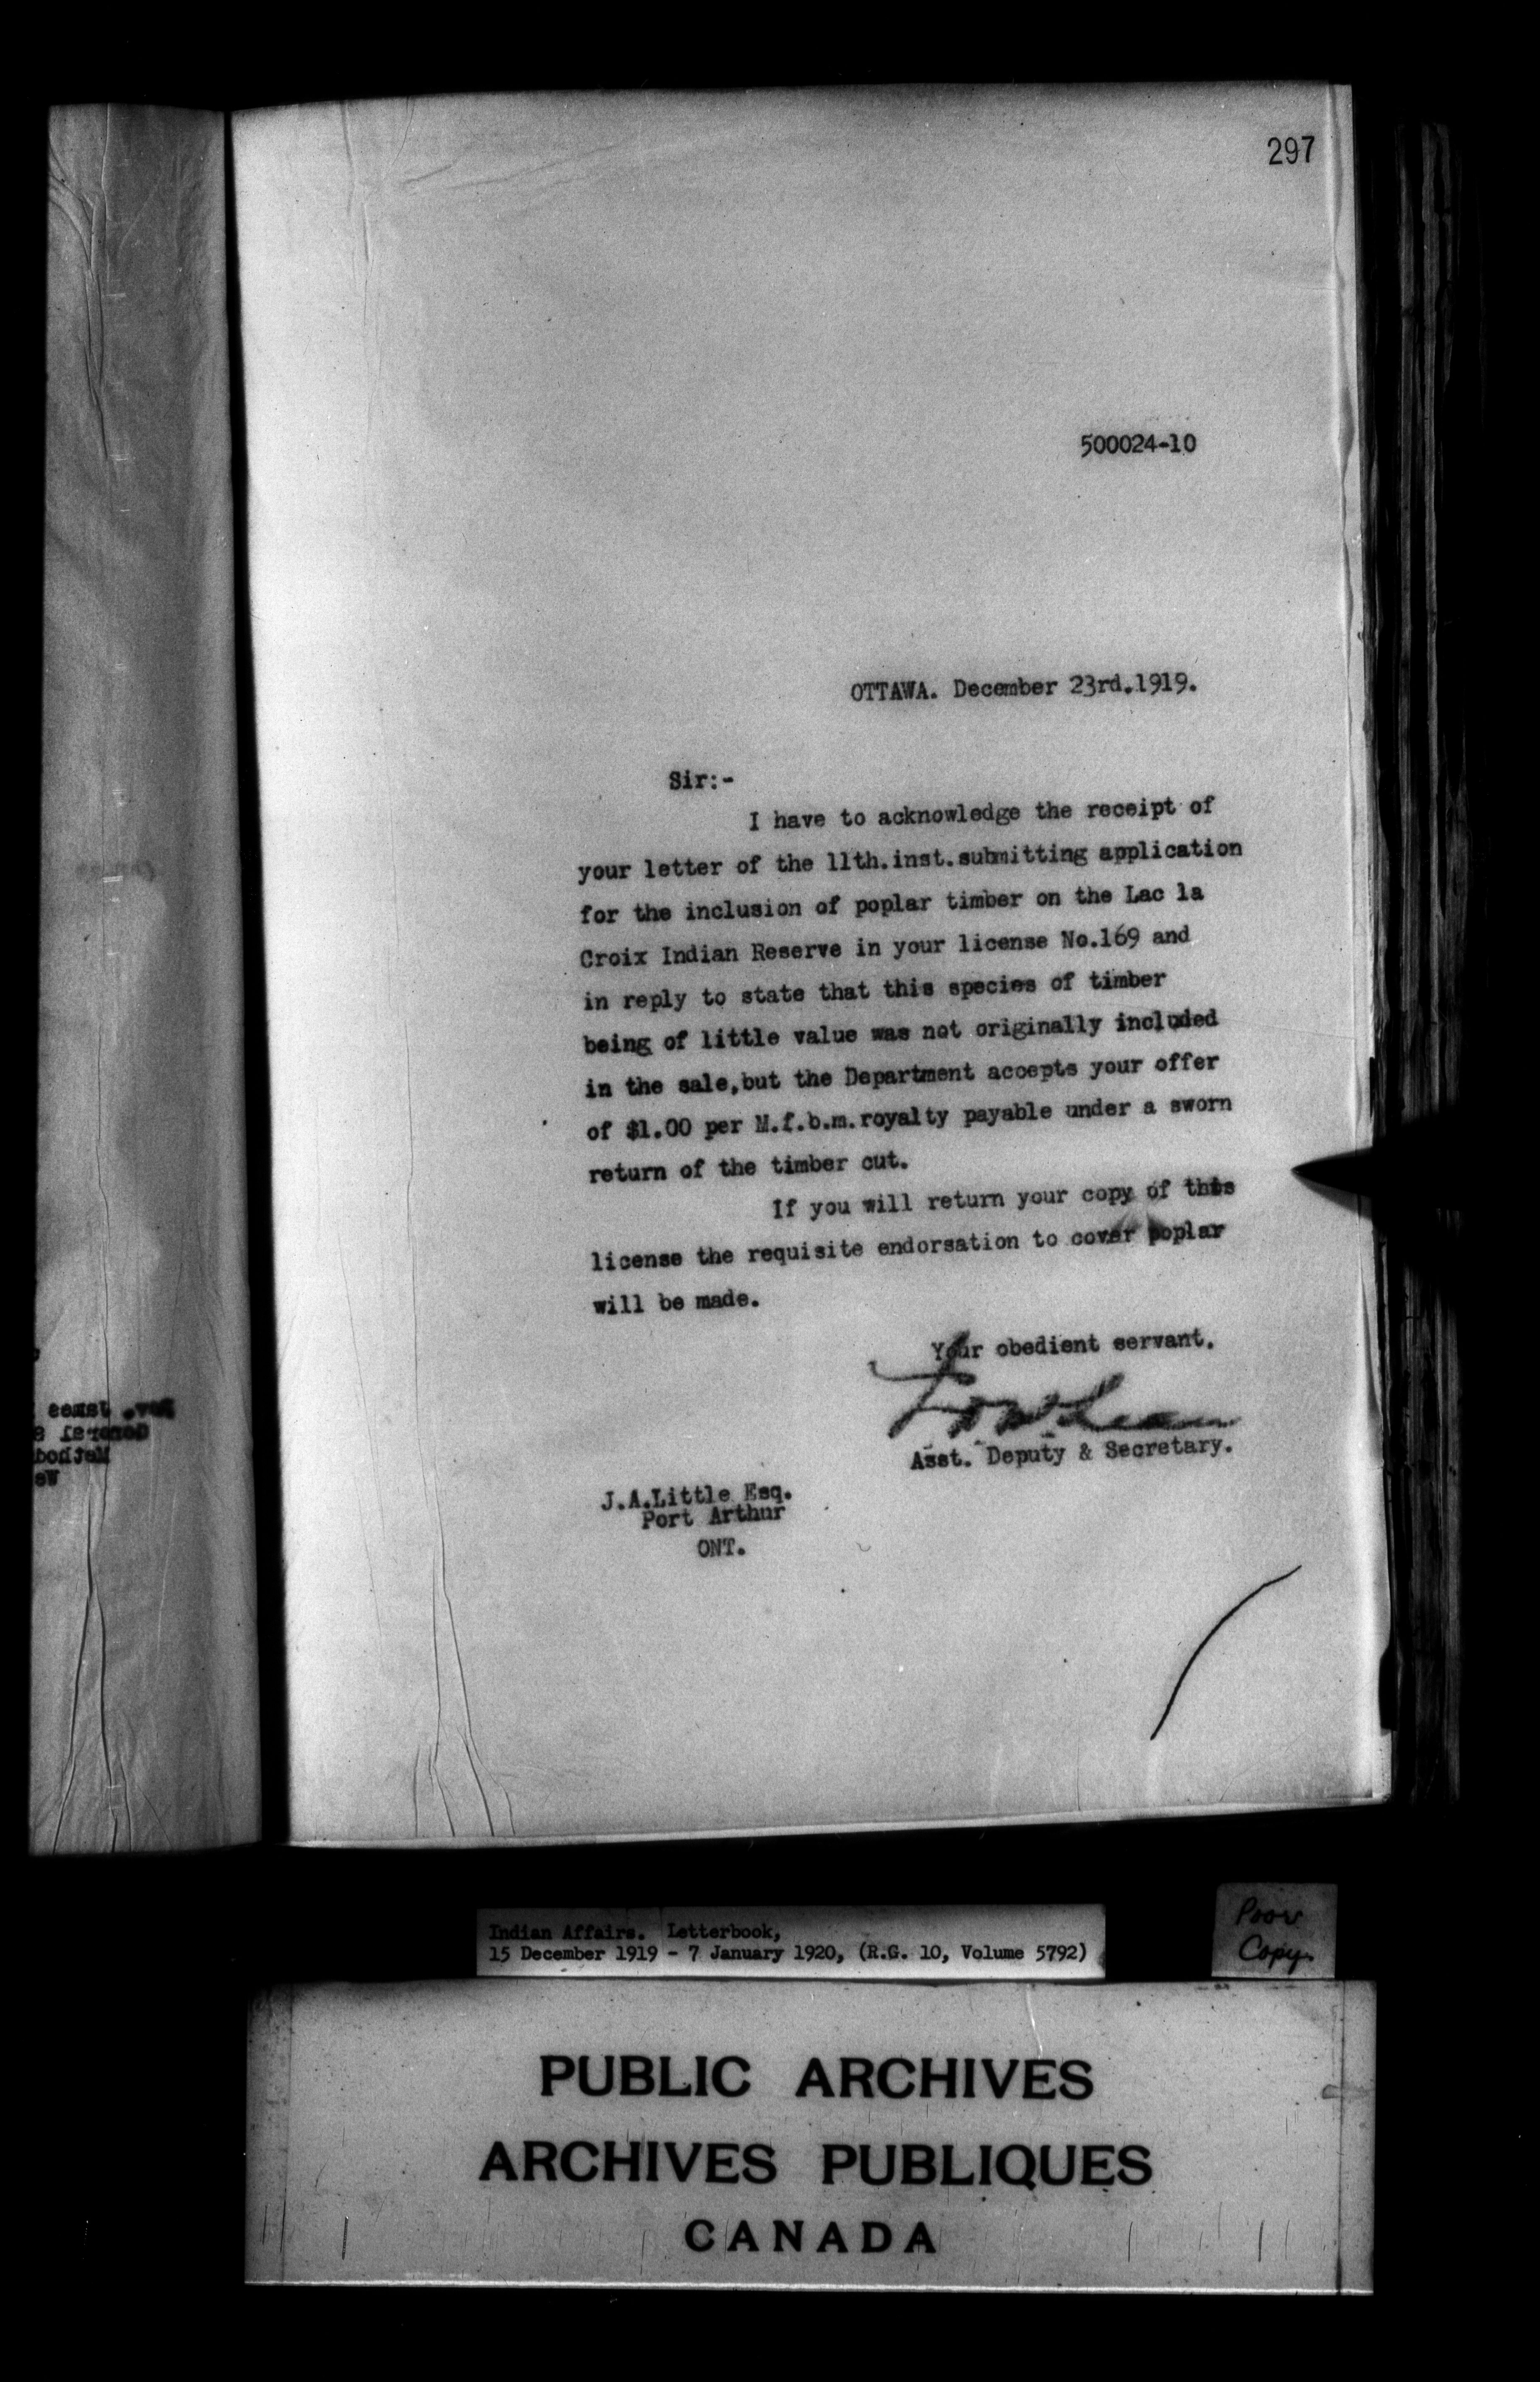 297
500024-10
OTTAWA. December 23rd.1919.
Sir:-
I have to acknowledge the receipt of
your letter of the 11th.inst.submitting application
for the inclusion of poplar timber on the Lac la
Croix Indian Reserve in your license No.169 and
in reply to state that this species of timber
being of little value was not originally included
in the sale,but the Department accepts your offer
of $1.00 per M.f.b.m.royalty payable under a sworn
return of the timber cut.
If you will return your copy of this
license the requisite endorsation to cover poplar
will be made.
Your obedient servant.
Asst. Deputy & Secretary.
J.A.Little Esq.
Port Arthur
ONT.
Indian Affairs. Letterbook,
15 December 1919 - 7 January 1920, (R.G. 10, Volume 5792)
Poor
Copy
PUBLIC ARCHIVES
ARCHIVES PUBLIQUES
CANADA